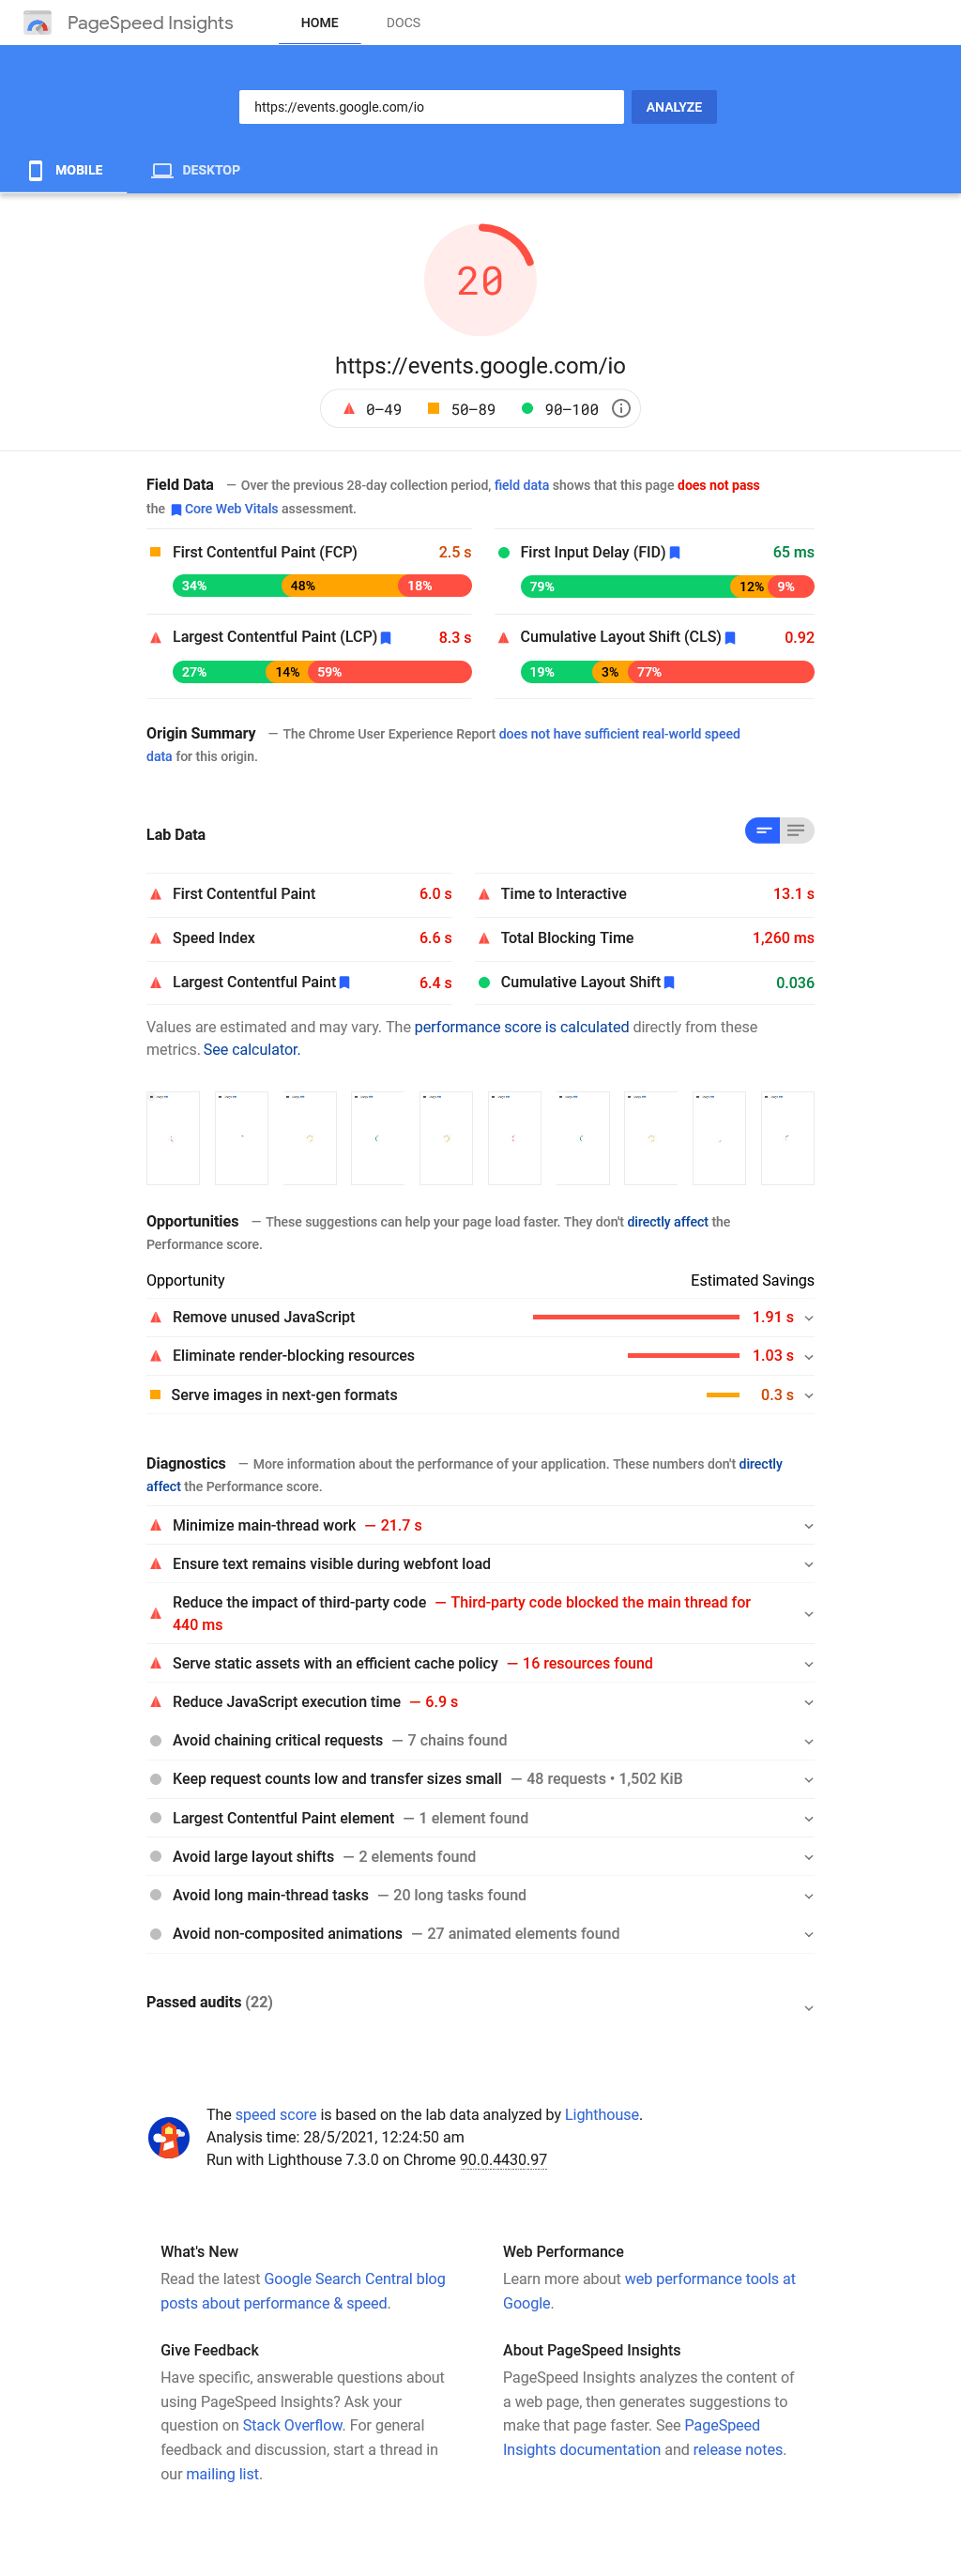 PageSpeed Insights
HOME
DOCS
https://events.google.com/io
ANALYZE
MOBILE
DESKTOP
20
https://events.google.com/io
0–49
50–89
90–100
Field Data — Over the previous 28-day collection period, field data shows that this page does not pass
the Core Web Vitals assessment.
First Contentful Paint (FCP) 2.5 s
34% 48% 18%
First Input Delay (FID) 65 ms
79% 12% 9%
Largest Contentful Paint (LCP) 8.3 s
27% 14% 59%
Cumulative Layout Shift (CLS) 0.92
19% 3% 77%
Origin Summary — The Chrome User Experience Report does not have sufficient real-world speed
data for this origin.
Lab Data
First Contentful Paint 6.0 s
Time to Interactive 13.1 s
Speed Index 6.6 s
Total Blocking Time 1,260 ms
Largest Contentful Paint 6.4 s
Cumulative Layout Shift 0.036
Values are estimated and may vary. The performance score is calculated directly from these
metrics. See calculator.
Opportunities — These suggestions can help your page load faster. They don't directly affect the
Performance score.
Opportunity Estimated Savings
Remove unused JavaScript 1.91 s
Eliminate render-blocking resources 1.03 s
Serve images in next-gen formats 0.3 s
Diagnostics — More information about the performance of your application. These numbers don't directly
affect the Performance score.
Minimize main-thread work — 21.7 s
Ensure text remains visible during webfont load
Reduce the impact of third-party code — Third-party code blocked the main thread for
440 ms
Serve static assets with an efficient cache policy — 16 resources found
Reduce JavaScript execution time — 6.9 s
Avoid chaining critical requests — 7 chains found
Keep request counts low and transfer sizes small — 48 requests • 1,502 KiB
Largest Contentful Paint element — 1 element found
Avoid large layout shifts — 2 elements found
Avoid long main-thread tasks — 20 long tasks found
Avoid non-composited animations — 27 animated elements found
Passed audits (22)
The speed score is based on the lab data analyzed by Lighthouse.
Analysis time: 28/5/2021, 12:24:50 am
Run with Lighthouse 7.3.0 on Chrome 90.0.4430.97
What's New
Read the latest Google Search Central blog
posts about performance & speed.
Web Performance
Learn more about web performance tools at
Google.
Give Feedback
Have specific, answerable questions about
using PageSpeed Insights? Ask your
question on Stack Overflow. For general
feedback and discussion, start a thread in
our mailing list.
About PageSpeed Insights
PageSpeed Insights analyzes the content of
a web page, then generates suggestions to
make that page faster. See PageSpeed
Insights documentation and release notes.